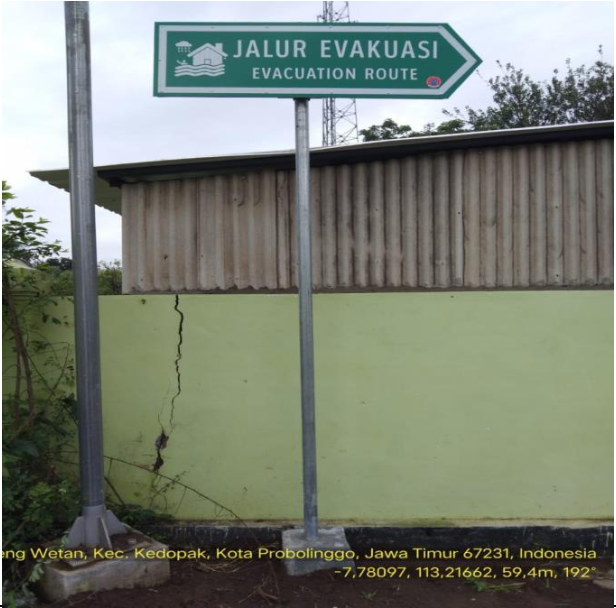 JALUR EVAKUASI
EVACUATION ROUTE
eng Wetan, Kec. Kedopak, Kota Probolinggo, Jawa Timur 67231, Indonesia
-7,78097, 113,21662, 59,4m, 192°